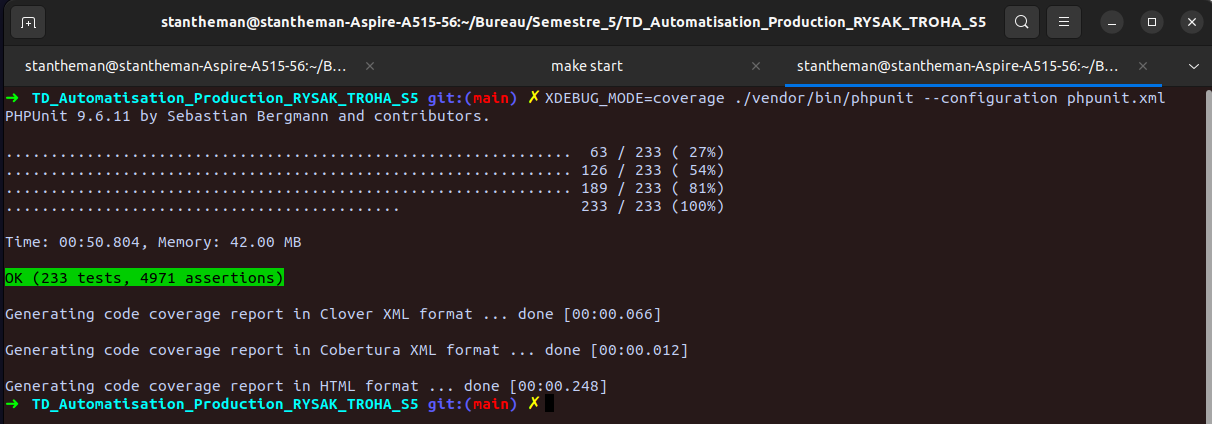 stantheman@stantheman-Aspire-A515-56:~/Bureau/Semestre_5/TD_Automatisation_Production_RYSAK_TROHA_S5
stantheman@stantheman-Aspire-A515-56:~/B... × make start × stantheman@stantheman-Aspire-A515-56:~/B... ×
➜ TD_Automatisation_Production_RYSAK_TROHA_S5 git:(main) ✗ XDEBUG_MODE=coverage ./vendor/bin/phpunit --configuration phpunit.xml
PHPUnit 9.6.11 by Sebastian Bergmann and contributors.
............................................................... 63 / 233 ( 27%)
............................................................... 126 / 233 ( 54%)
............................................................... 189 / 233 ( 81%)
............................................ 233 / 233 (100%)
Time: 00:50.804, Memory: 42.00 MB
OK (233 tests, 4971 assertions)
Generating code coverage report in Clover XML format ... done [00:00.066]
Generating code coverage report in Cobertura XML format ... done [00:00.012]
Generating code coverage report in HTML format ... done [00:00.248]
➜ TD_Automatisation_Production_RYSAK_TROHA_S5 git:(main) ✗